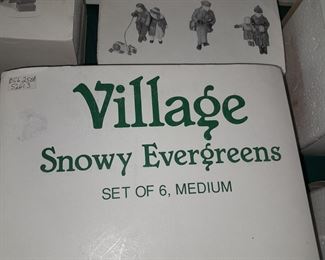 Village
Snowy Evergreens
SET OF 6, MEDIUM